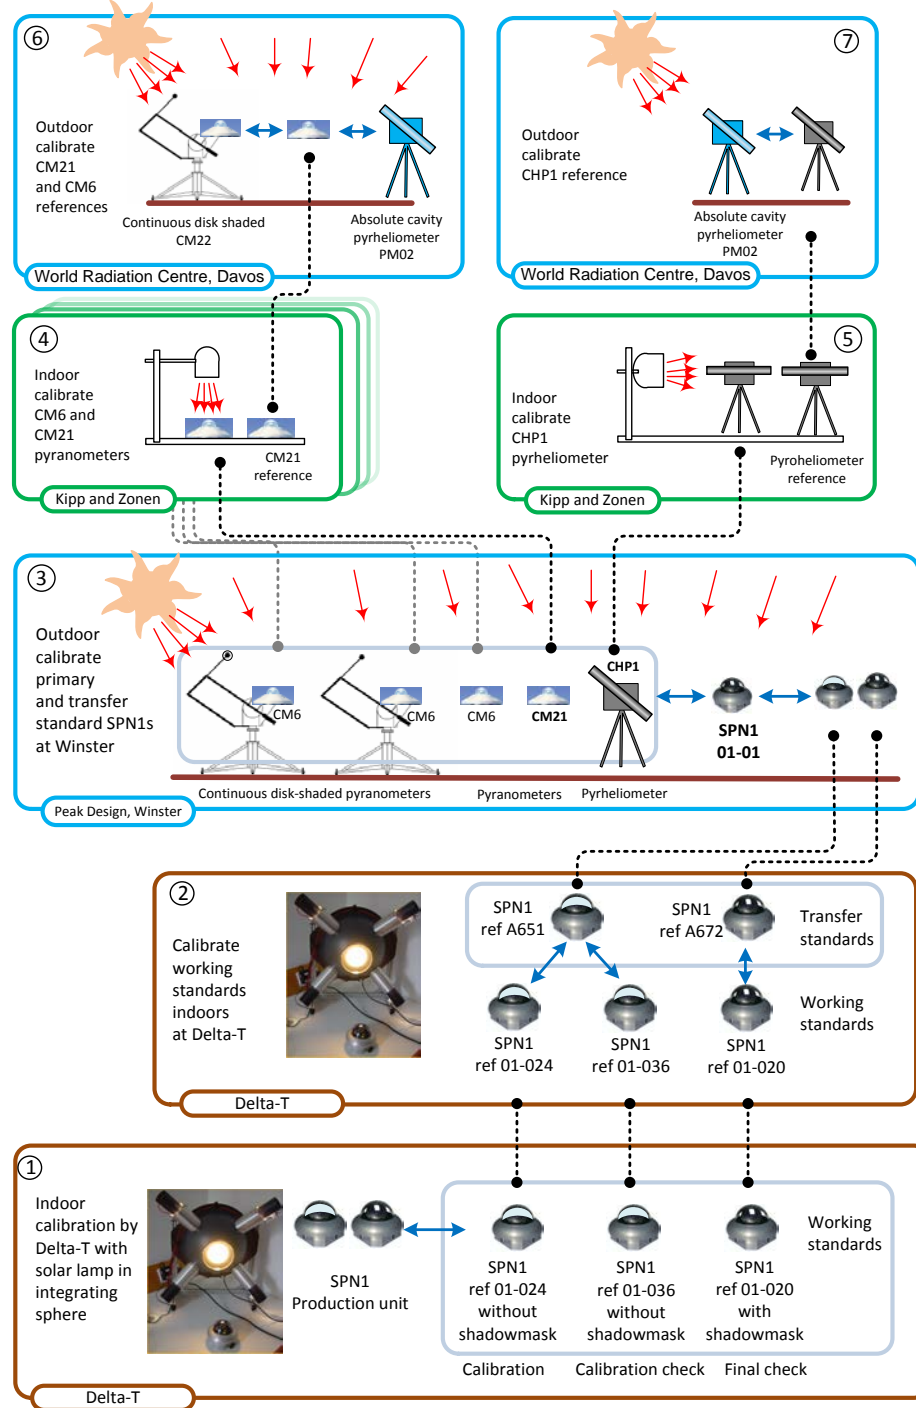 ⑥
Outdoor
calibrate
CM21
and CM6
references
Continuous disk shaded
CM22
Absolute cavity
pyrheliometer
PM02
World Radiation Centre, Davos
⑦
Outdoor
calibrate
CHP1 reference
Absolute cavity
pyrheliometer
PM02
World Radiation Centre, Davos
④
Indoor
calibrate
CM6 and
CM21
pyranometers
CM21
reference
Kipp and Zonen
⑤
Indoor
calibrate
CHP1
pyrheliometer
Pyroheliometer
reference
Kipp and Zonen
③
Outdoor
calibrate
primary
and transfer
standard SPN1s
at Winster
CM6
CM6
CM6
CM21
CHP1
SPN1
01-01
Continuous disk-shaded pyranometers
Pyranometers
Pyrheliometer
Peak Design, Winster
②
Calibrate
working
standards
indoors
at Delta-T
SPN1
ref A651
SPN1
ref A672
Transfer
standards
SPN1
ref 01-024
SPN1
ref 01-036
SPN1
ref 01-020
Working
standards
Delta-T
①
Indoor
calibration by
Delta-T with
solar lamp in
integrating
sphere
SPN1
Production unit
SPN1
ref 01-024
without
shadowmask
SPN1
ref 01-036
without
shadowmask
SPN1
ref 01-020
with
shadowmask
Working
standards
Calibration
Calibration check
Final check
Delta-T